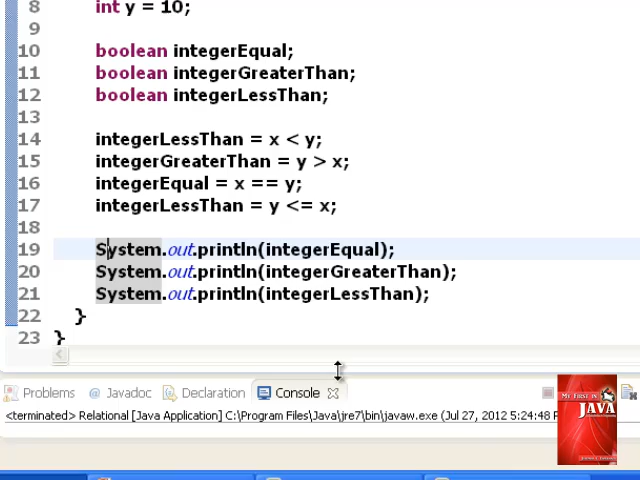 8 int y = 10;
9
10 boolean integerEqual;
11 boolean integerGreaterThan;
12 boolean integerLessThan;
13
14 integerLessThan = x < y;
15 integerGreaterThan = y > x;
16 integerEqual = x == y;
17 integerLessThan = y <= x;
18
19 System.out.println(integerEqual);
20 System.out.println(integerGreaterThan);
21 System.out.println(integerLessThan);
22 }
23 }
Problems @ Javadoc Declaration Console
<terminated> Relational [Java Application] C:\Program Files\Java\jre7\bin\javaw.exe (Jul 27, 2012 5:24:48 P
MY FIRST IN
JAVA